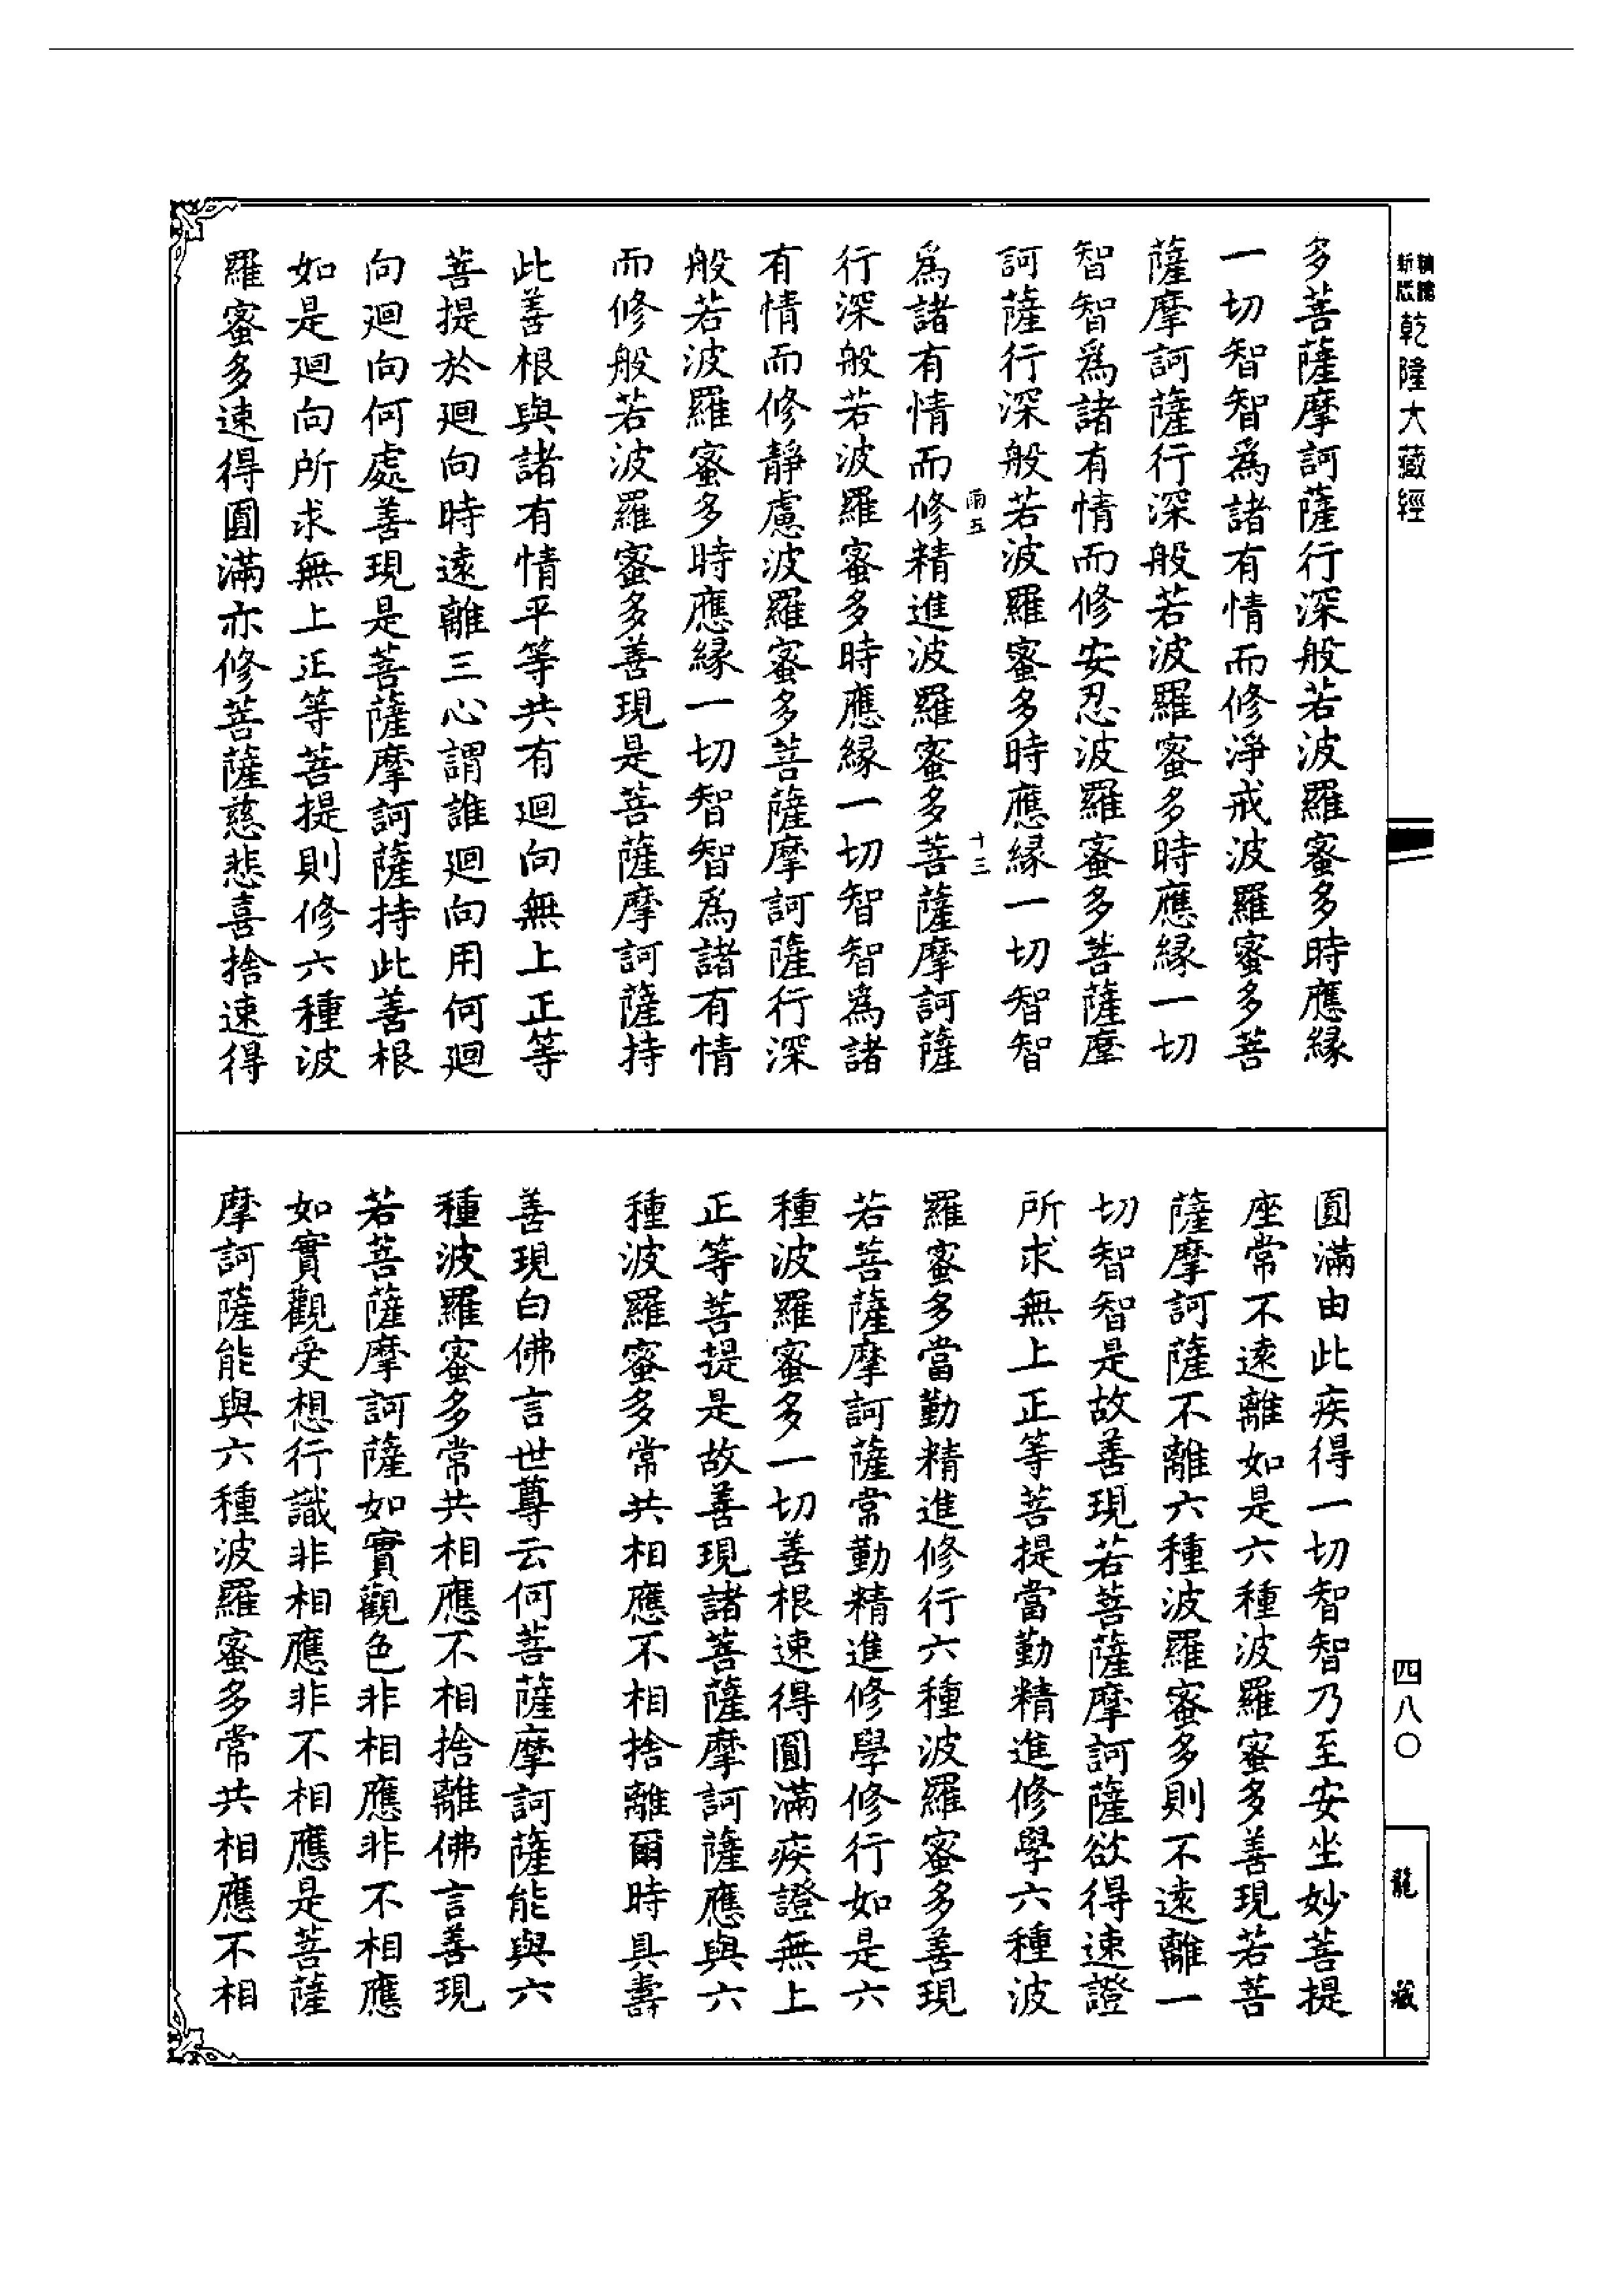 乾隆大藏經
多菩薩摩訶薩行深般若波羅蜜多時應緣
一切智智爲諸有情而修淨戒波羅蜜多菩
薩摩訶薩行深般若波羅蜜多時應緣一切
智智爲諸有情而修安忍波羅蜜多菩薩摩
訶薩行深般若波羅蜜多時應緣一切智智
十三
爲諸有情而修精進波羅蜜多菩薩摩訶薩
行深般若波羅蜜多時應緣一切智智爲諸
有情而修靜慮波羅蜜多菩薩摩訶薩行深
般若波羅蜜多時應緣一切智智爲諸有情
而修般若波羅蜜多善現是菩薩摩訶薩持
此善根與諸有情平等共有迴向無上正等
菩提於迴向時遠離三心謂誰迴向用何迴
向迴向何處善現是菩薩摩訶薩持此善根
如是迴向所求無上正等菩提則修六種波
羅蜜多速得圓滿亦修菩薩慈悲喜捨速得
圓滿由此疾得一切智智乃至安坐妙菩提
座常不遠離如是六種波羅蜜多善現若菩
薩摩訶薩不離六種波羅蜜多則不遠離一
切智智是故善現若菩薩摩訶薩欲得速證
所求無上正等菩提當勤精進修學六種波
羅蜜多當勤精進修行六種波羅蜜多善現
若菩薩摩訶薩常勤精進修學修行如是六
種波羅蜜多一切善根速得圓滿疾證無上
正等菩提是故善現諸菩薩摩訶薩應與六
種波羅蜜多常共相應不相捨離爾時具壽
善現白佛言世尊云何菩薩摩訶薩能與六
種波羅蜜多常共相應不相捨離佛言善現
若菩薩摩訶薩如實觀色非相應非不相應
如實觀受想行識非相應非不相應是菩薩
摩訶薩能與六種波羅蜜多常共相應不相
四八〇
龍藏